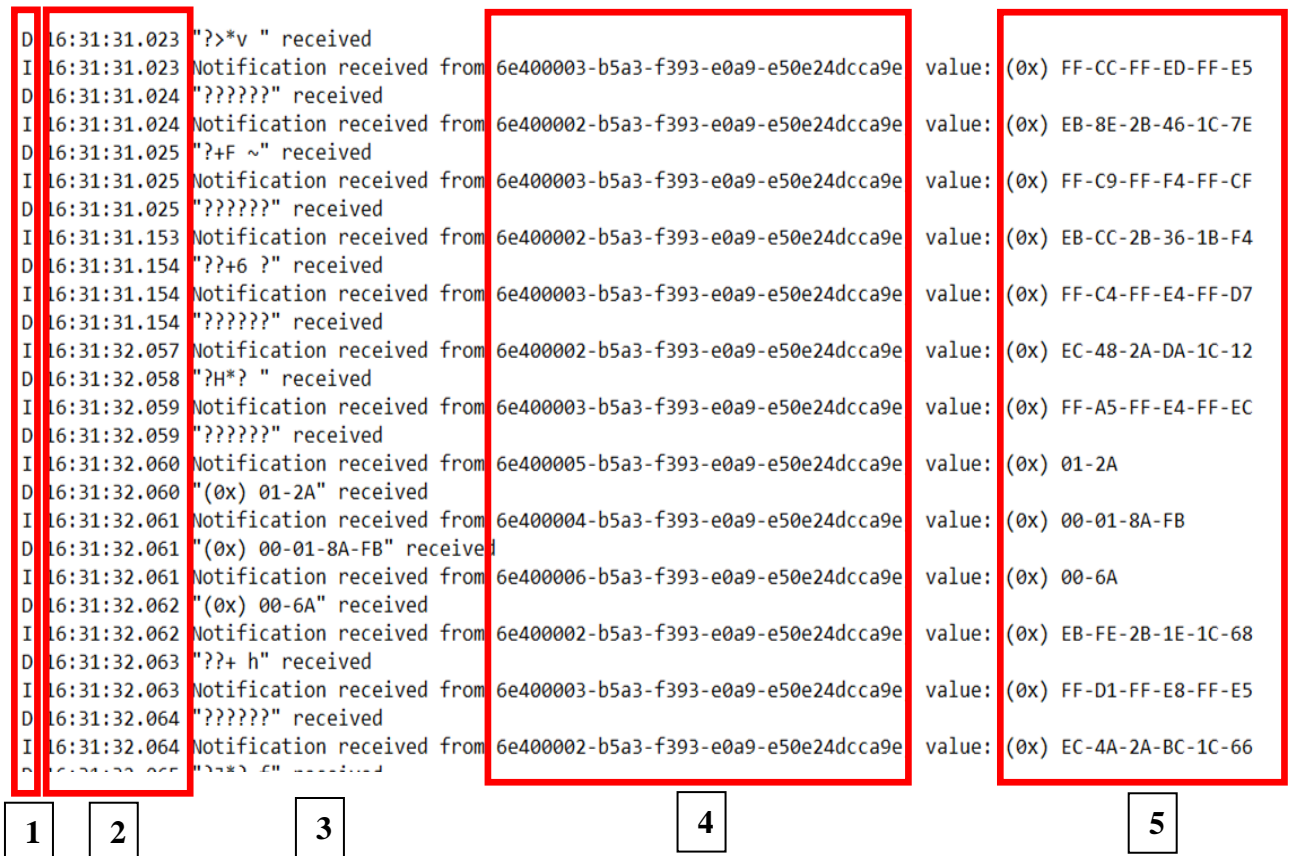 D 16:31:31.023 "?>*v " received
I 16:31:31.023 Notification received from 6e400003-b5a3-f393-e0a9-e50e24dcca9e value: (0x) FF-CC-FF-ED-FF-E5
D 16:31:31.024 "??????" received
I 16:31:31.024 Notification received from 6e400002-b5a3-f393-e0a9-e50e24dcca9e value: (0x) EB-8E-2B-46-1C-7E
D 16:31:31.025 "?+F ~" received
I 16:31:31.025 Notification received from 6e400003-b5a3-f393-e0a9-e50e24dcca9e value: (0x) FF-C9-FF-F4-FF-CF
D 16:31:31.025 "??????" received
I 16:31:31.153 Notification received from 6e400002-b5a3-f393-e0a9-e50e24dcca9e value: (0x) EB-CC-2B-36-1B-F4
D 16:31:31.154 "??+6 ?" received
I 16:31:31.154 Notification received from 6e400003-b5a3-f393-e0a9-e50e24dcca9e value: (0x) FF-C4-FF-E4-FF-D7
D 16:31:31.154 "??????" received
I 16:31:32.057 Notification received from 6e400002-b5a3-f393-e0a9-e50e24dcca9e value: (0x) EC-48-2A-DA-1C-12
D 16:31:32.058 "?H*? " received
I 16:31:32.059 Notification received from 6e400003-b5a3-f393-e0a9-e50e24dcca9e value: (0x) FF-A5-FF-E4-FF-EC
D 16:31:32.059 "??????" received
I 16:31:32.060 Notification received from 6e400005-b5a3-f393-e0a9-e50e24dcca9e value: (0x) 01-2A
D 16:31:32.060 "(0x) 01-2A" received
I 16:31:32.061 Notification received from 6e400004-b5a3-f393-e0a9-e50e24dcca9e value: (0x) 00-01-8A-FB
D 16:31:32.061 "(0x) 00-01-8A-FB" received
I 16:31:32.061 Notification received from 6e400006-b5a3-f393-e0a9-e50e24dcca9e value: (0x) 00-6A
D 16:31:32.062 "(0x) 00-6A" received
I 16:31:32.062 Notification received from 6e400002-b5a3-f393-e0a9-e50e24dcca9e value: (0x) EB-FE-2B-1E-1C-68
D 16:31:32.063 "??+ h" received
I 16:31:32.063 Notification received from 6e400003-b5a3-f393-e0a9-e50e24dcca9e value: (0x) FF-D1-FF-E8-FF-E5
D 16:31:32.064 "??????" received
I 16:31:32.064 Notification received from 6e400002-b5a3-f393-e0a9-e50e24dcca9e value: (0x) EC-4A-2A-BC-1C-66
1 2 3 4 5